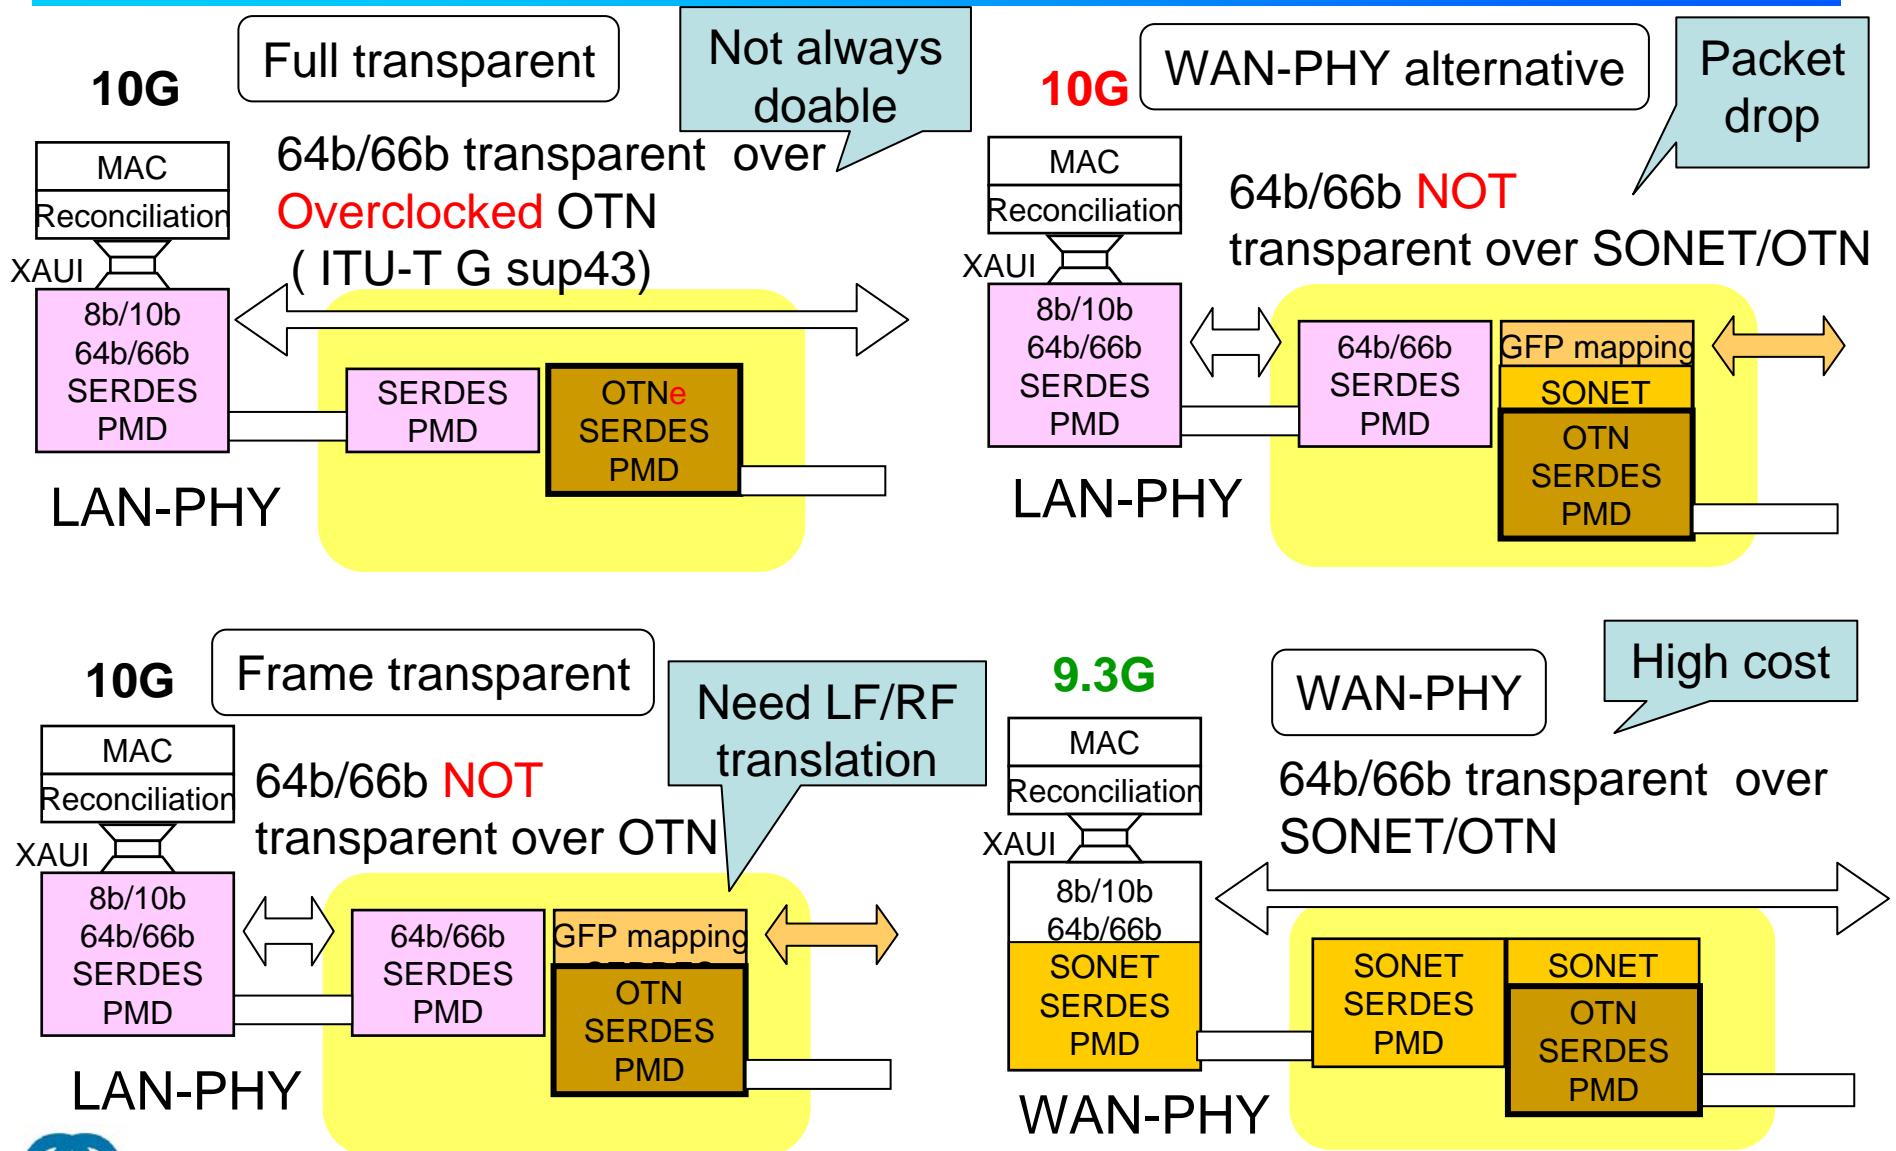 Full transparent
Not always
doable
10G
64b/66b transparent over
Overclocked OTN
( ITU-T G sup43)
MAC
Reconciliation
XAUI
8b/10b
64b/66b
SERDES
PMD
SERDES
PMD
OTNe
SERDES
PMD
LAN-PHY
10G
WAN-PHY alternative
Packet
drop
64b/66b NOT
transparent over SONET/OTN
MAC
Reconciliation
XAUI
8b/10b
64b/66b
SERDES
PMD
64b/66b
SERDES
PMD
GFP mapping
SONET
OTN
SERDES
PMD
LAN-PHY
10G
Frame transparent
Need LF/RF
translation
64b/66b NOT
transparent over OTN
MAC
Reconciliation
XAUI
8b/10b
64b/66b
SERDES
PMD
64b/66b
SERDES
PMD
GFP mapping
OTN
SERDES
PMD
LAN-PHY
9.3G
WAN-PHY
High cost
64b/66b transparent over
SONET/OTN
MAC
Reconciliation
XAUI
8b/10b
64b/66b
SONET
SERDES
PMD
SONET
SERDES
PMD
SONET
OTN
SERDES
PMD
WAN-PHY